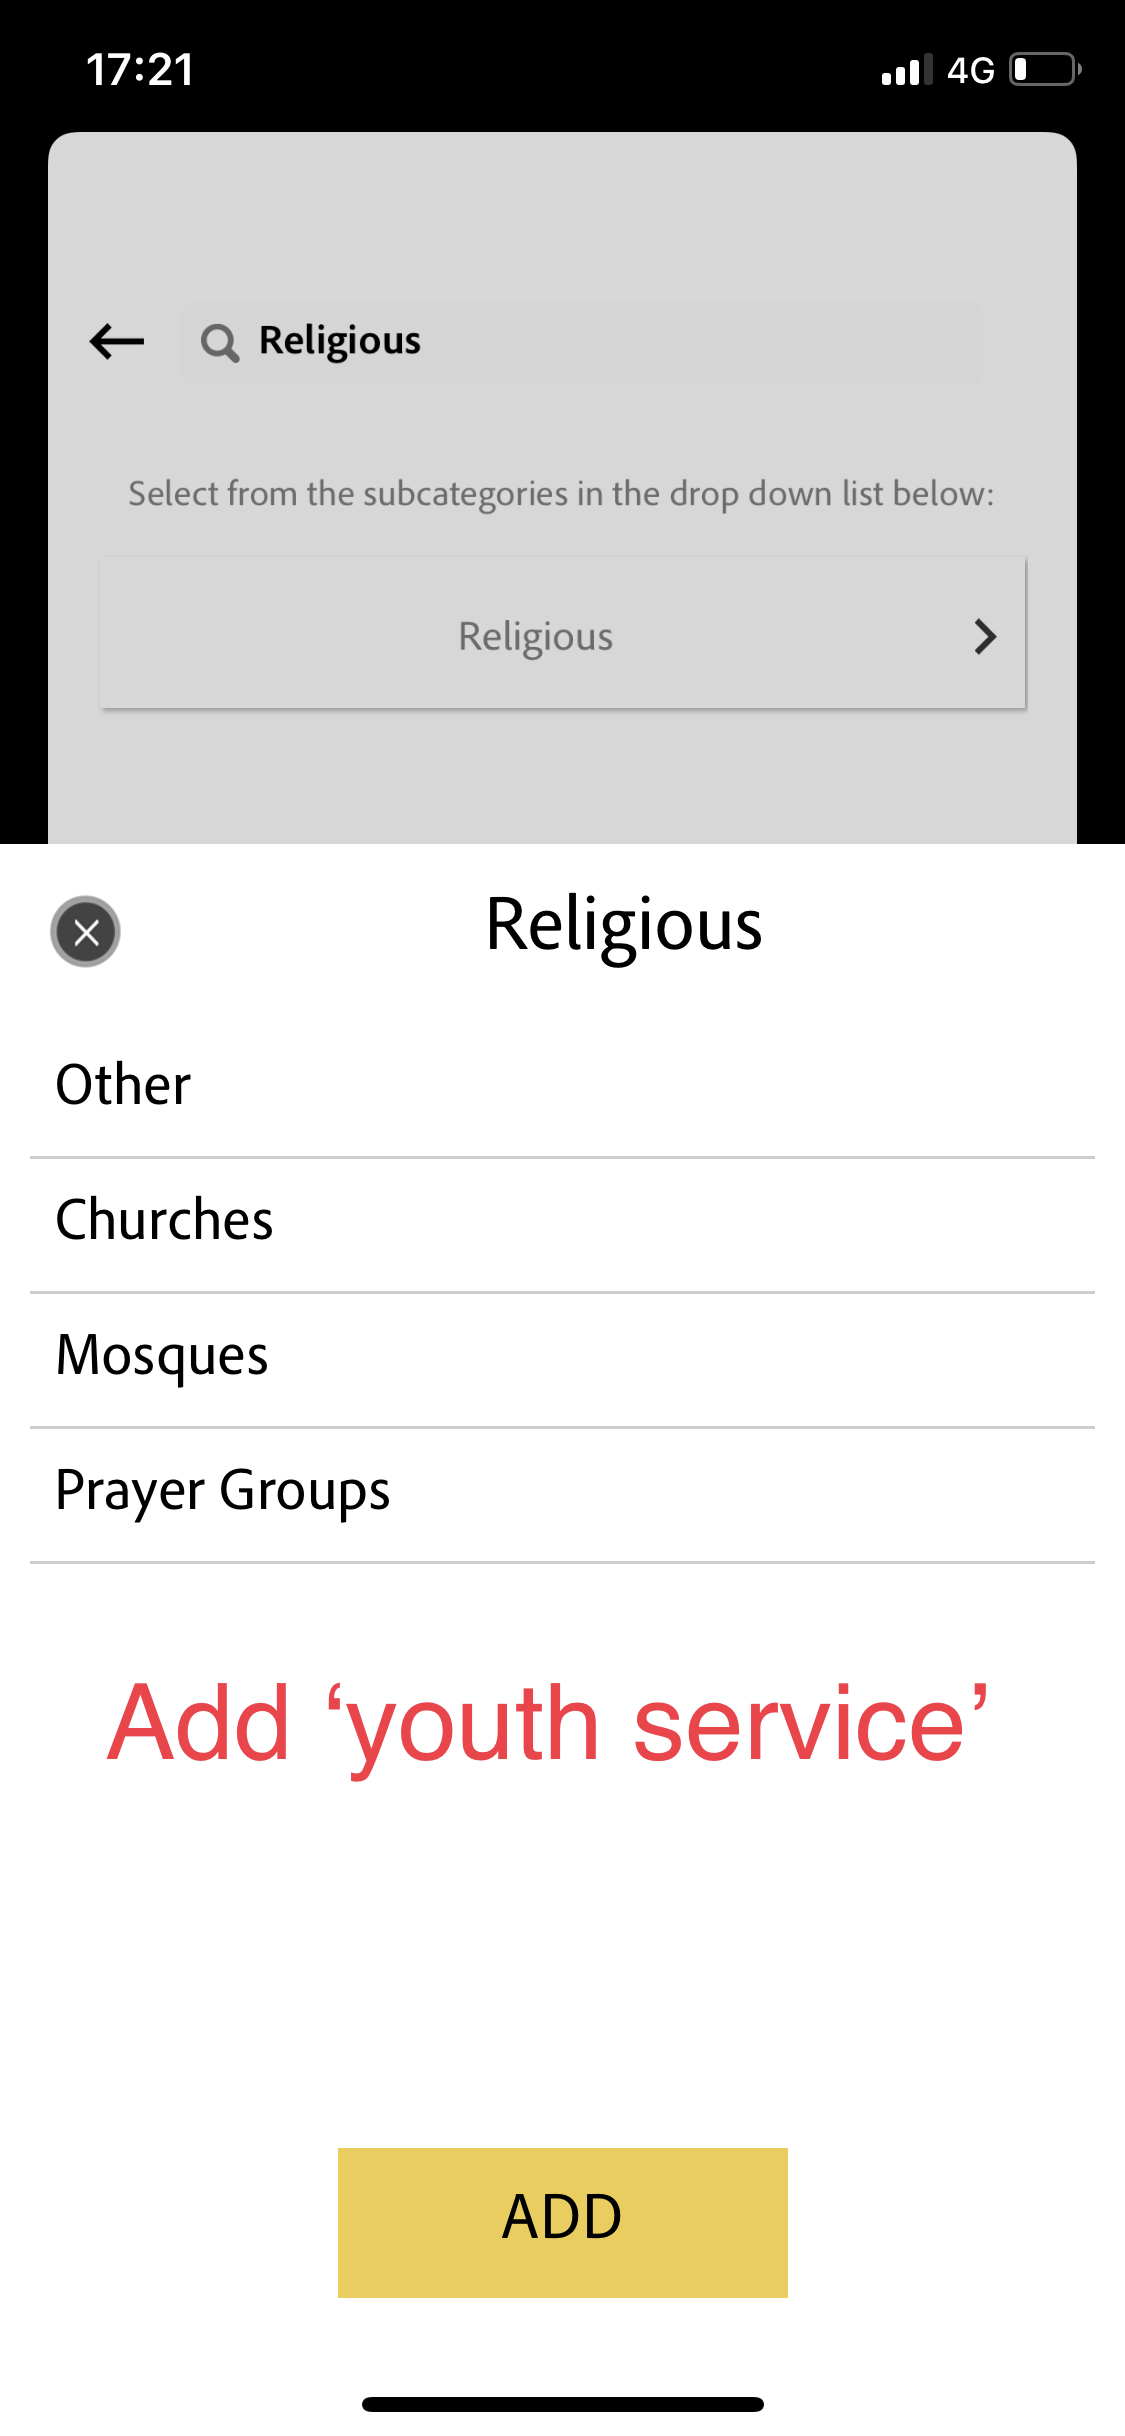 17:21 4G
Religious
Select from the subcategories in the drop down list below:
Religious
Religious
Other
Churches
Mosques
Prayer Groups
Add ‘youth service’
ADD